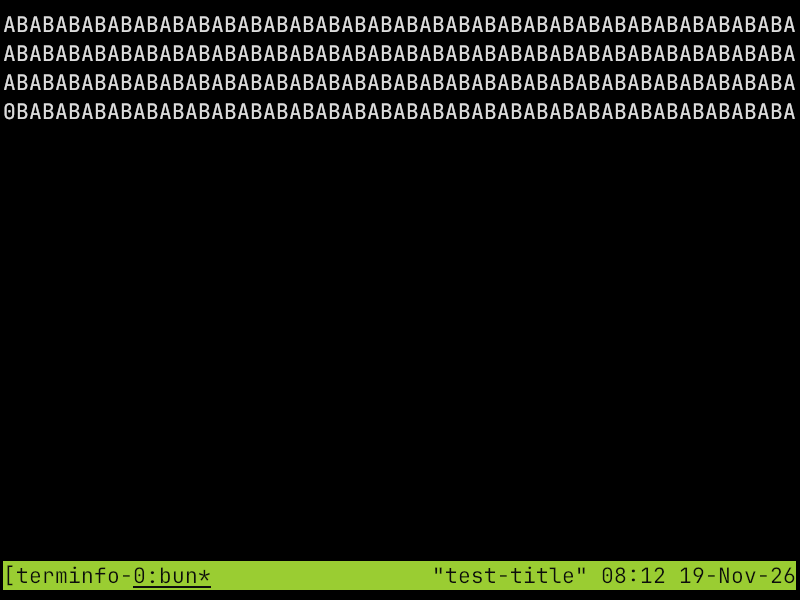 ABABABABABABABABABABABABABABABABABABABABABABABABABABABABABABA
ABABABABABABABABABABABABABABABABABABABABABABABABABABABABABABA
ABABABABABABABABABABABABABABABABABABABABABABABABABABABABABABA
0BABABABABABABABABABABABABABABABABABABABABABABABABABABABABABA
[terminfo-0:bun*                 "test-title" 08:12 19-Nov-26